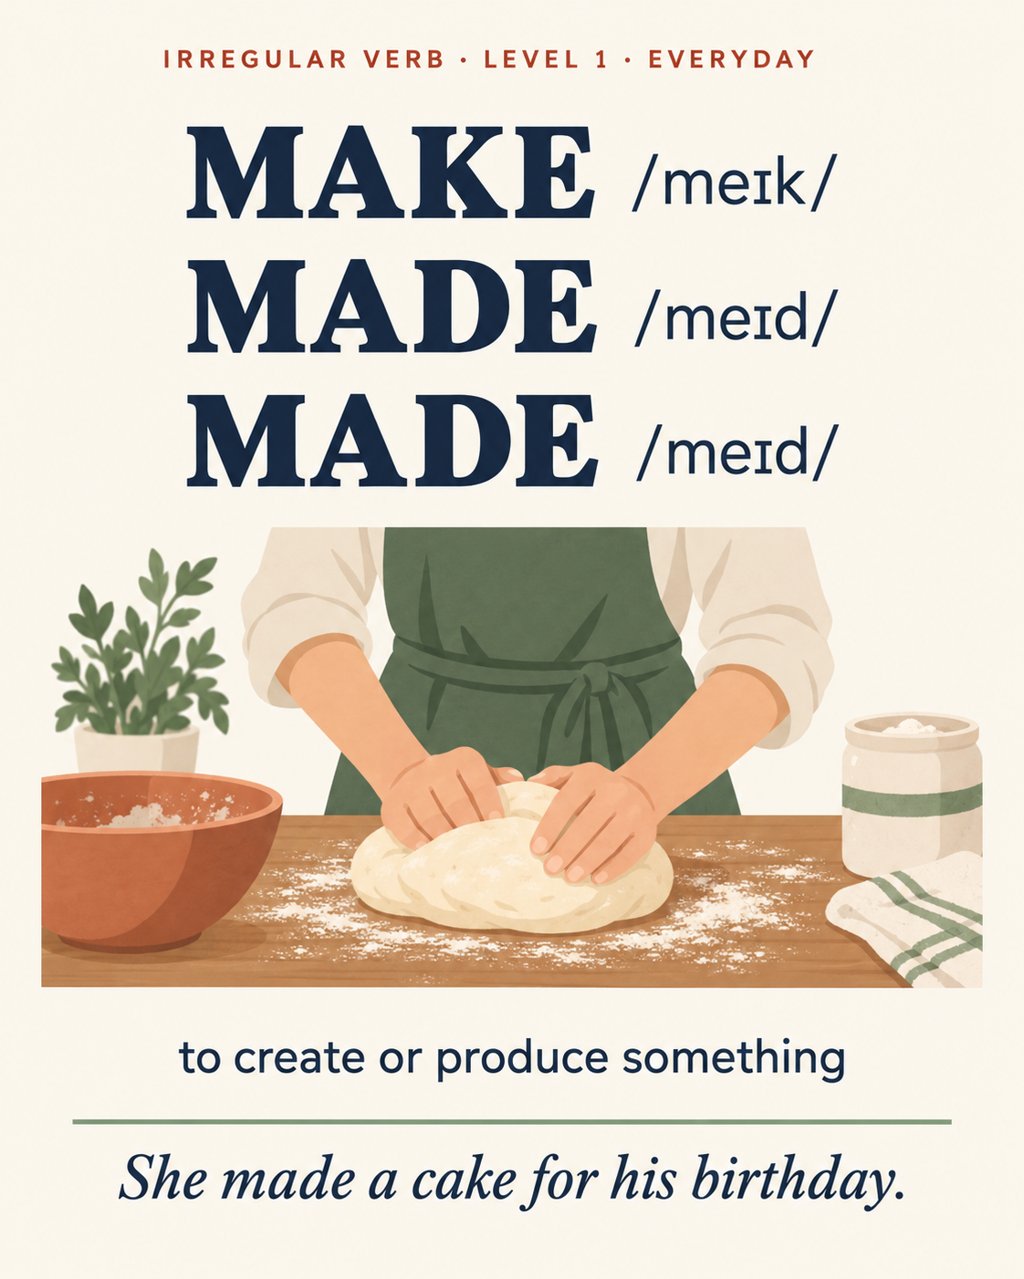 IRREGULAR VERB · LEVEL 1 · EVERYDAY
MAKE /meɪk/
MADE /meɪd/
MADE /meɪd/
to create or produce something
She made a cake for his birthday.